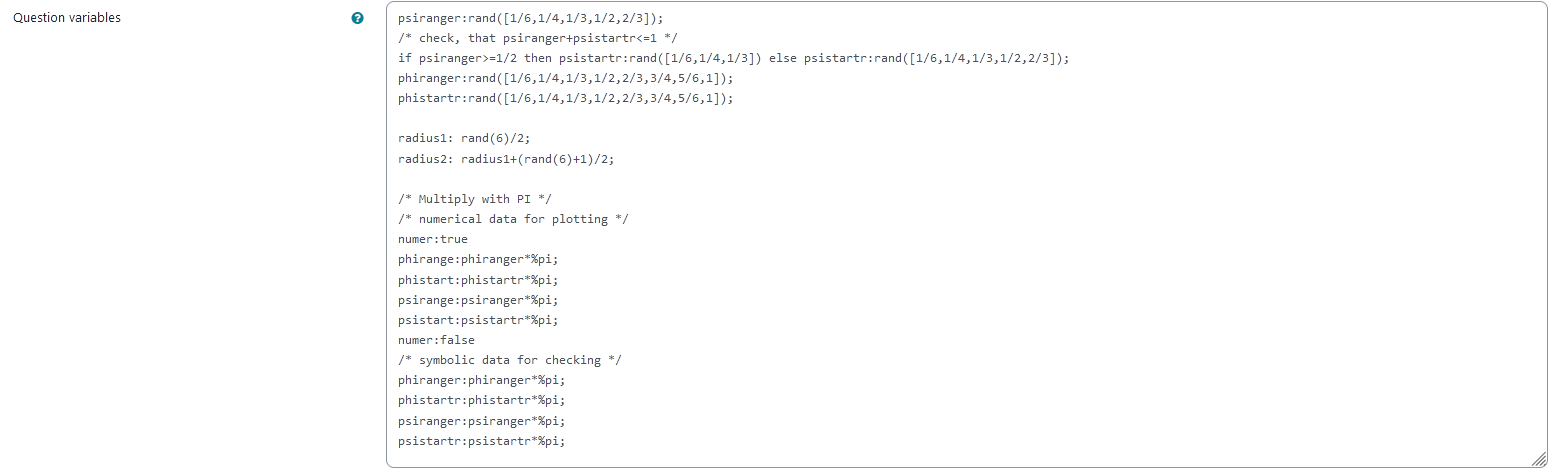 Question variables
psiranger:rand([1/6,1/4,1/3,1/2,2/3]);
/* check, that psiranger+psistartr<=1 */
if psiranger>=1/2 then psistartr:rand([1/6,1/4,1/3]) else psistartr:rand([1/6,1/4,1/3,1/2,2/3]);
phiranger:rand([1/6,1/4,1/3,1/2,2/3,3/4,5/6,1]);
phistartr:rand([1/6,1/4,1/3,1/2,2/3,3/4,5/6,1]);
radius1: rand(6)/2;
radius2: radius1+(rand(6)+1)/2;
/* Multiply with PI */
/* numerical data for plotting */
numer:true
phirange:phiranger*%pi;
phistart:phistartr*%pi;
psirange:psiranger*%pi;
psistart:psistartr*%pi;
numer:false
/* symbolic data for checking */
phiranger:phiranger*%pi;
phistartr:phistartr*%pi;
psiranger:psiranger*%pi;
psistartr:psistartr*%pi;